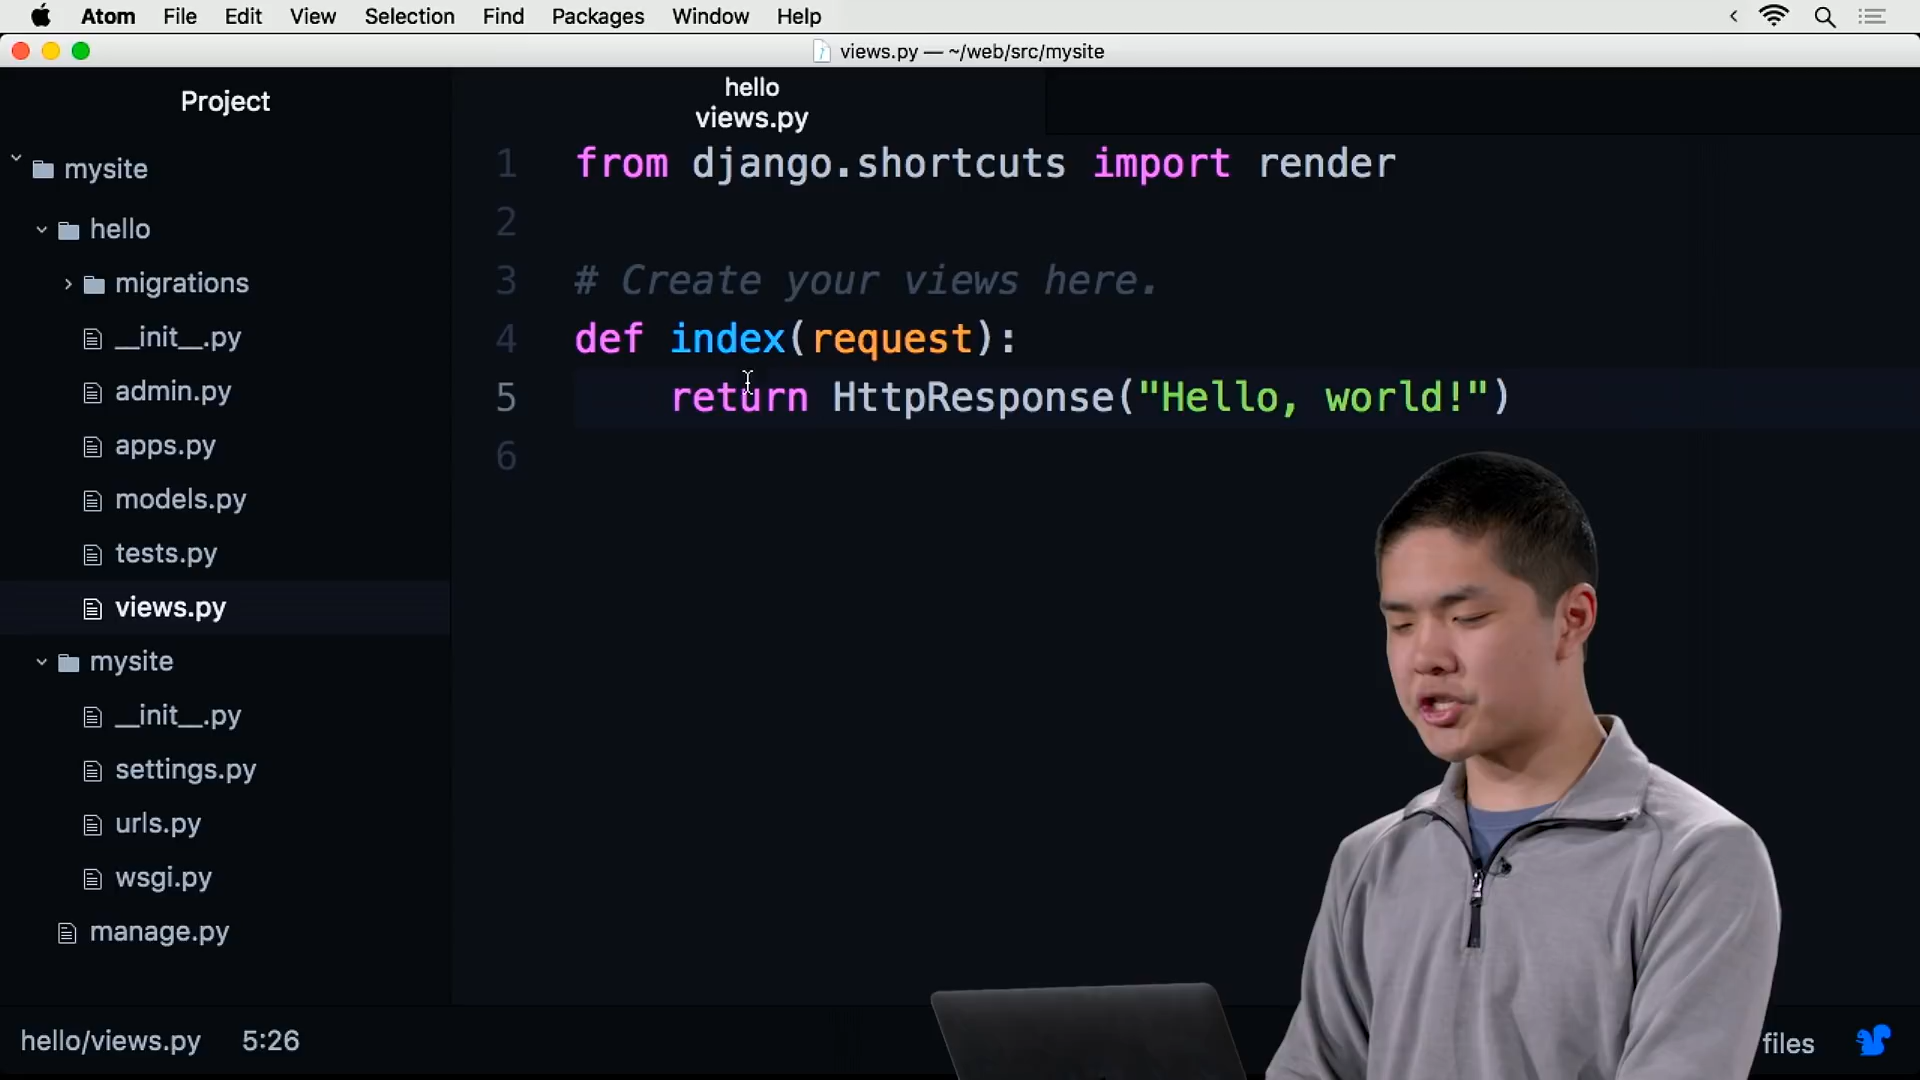 Atom File Edit View Selection Find Packages Window Help
views.py — ~/web/src/mysite
Project
mysite
hello
migrations
__init__.py
admin.py
apps.py
models.py
tests.py
views.py
mysite
__init__.py
settings.py
urls.py
wsgi.py
manage.py
hello
views.py
1 from django.shortcuts import render
2
3 # Create your views here.
4 def index(request):
5 return HttpResponse("Hello, world!")
6
hello/views.py 5:26
files